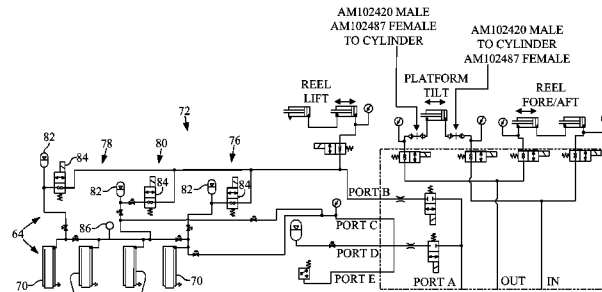 AM102420 MALE
AM102487 FEMALE
TO CYLINDER
AM102420 MALE
TO CYLINDER
AM102487 FEMALE
REEL
LIFT
PLATFORM
TILT
REEL
FORE/AFT
72
82
84
78
80
76
82
84
82
84
PORT B
64
86
PORT C
PORT D
PORT E
PORT A
OUT
IN
70
70